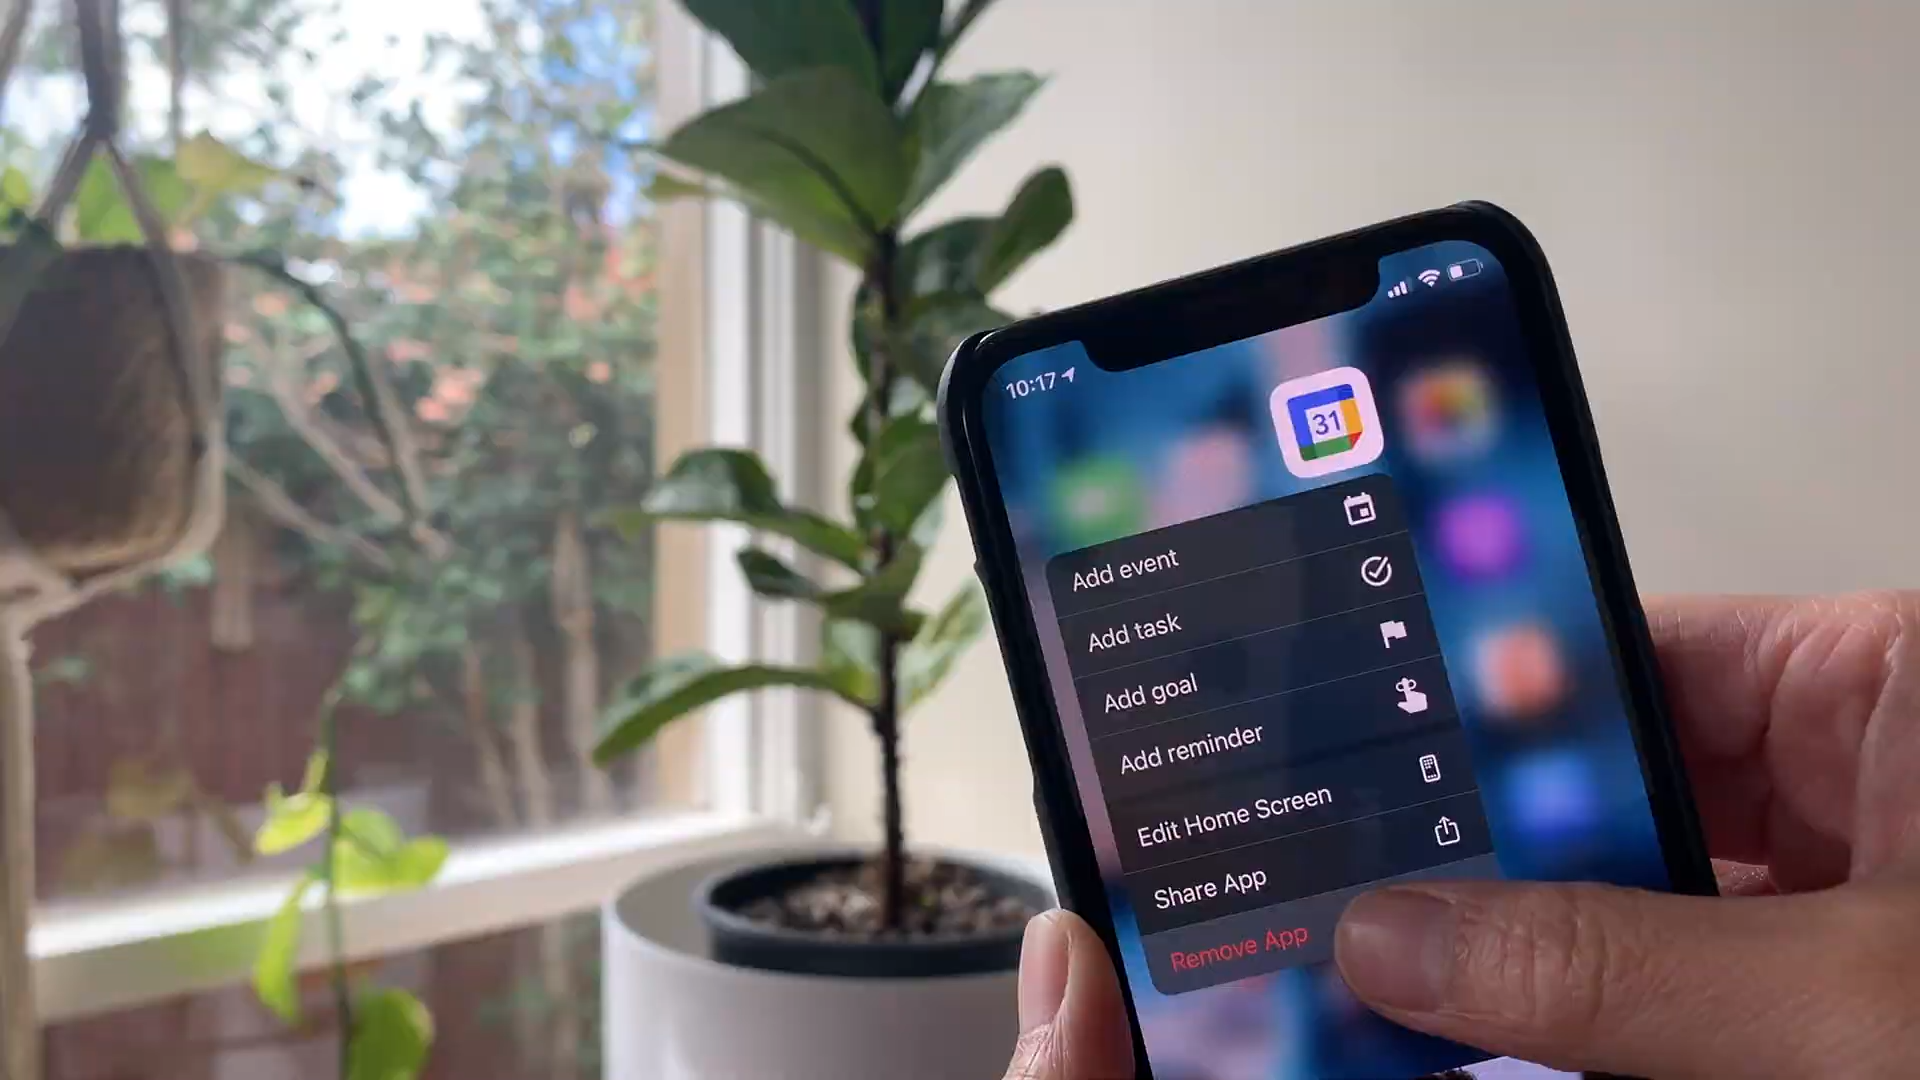 10:17
31
Add event
Add task
Add goal
Add reminder
Edit Home Screen
Share App
Remove App